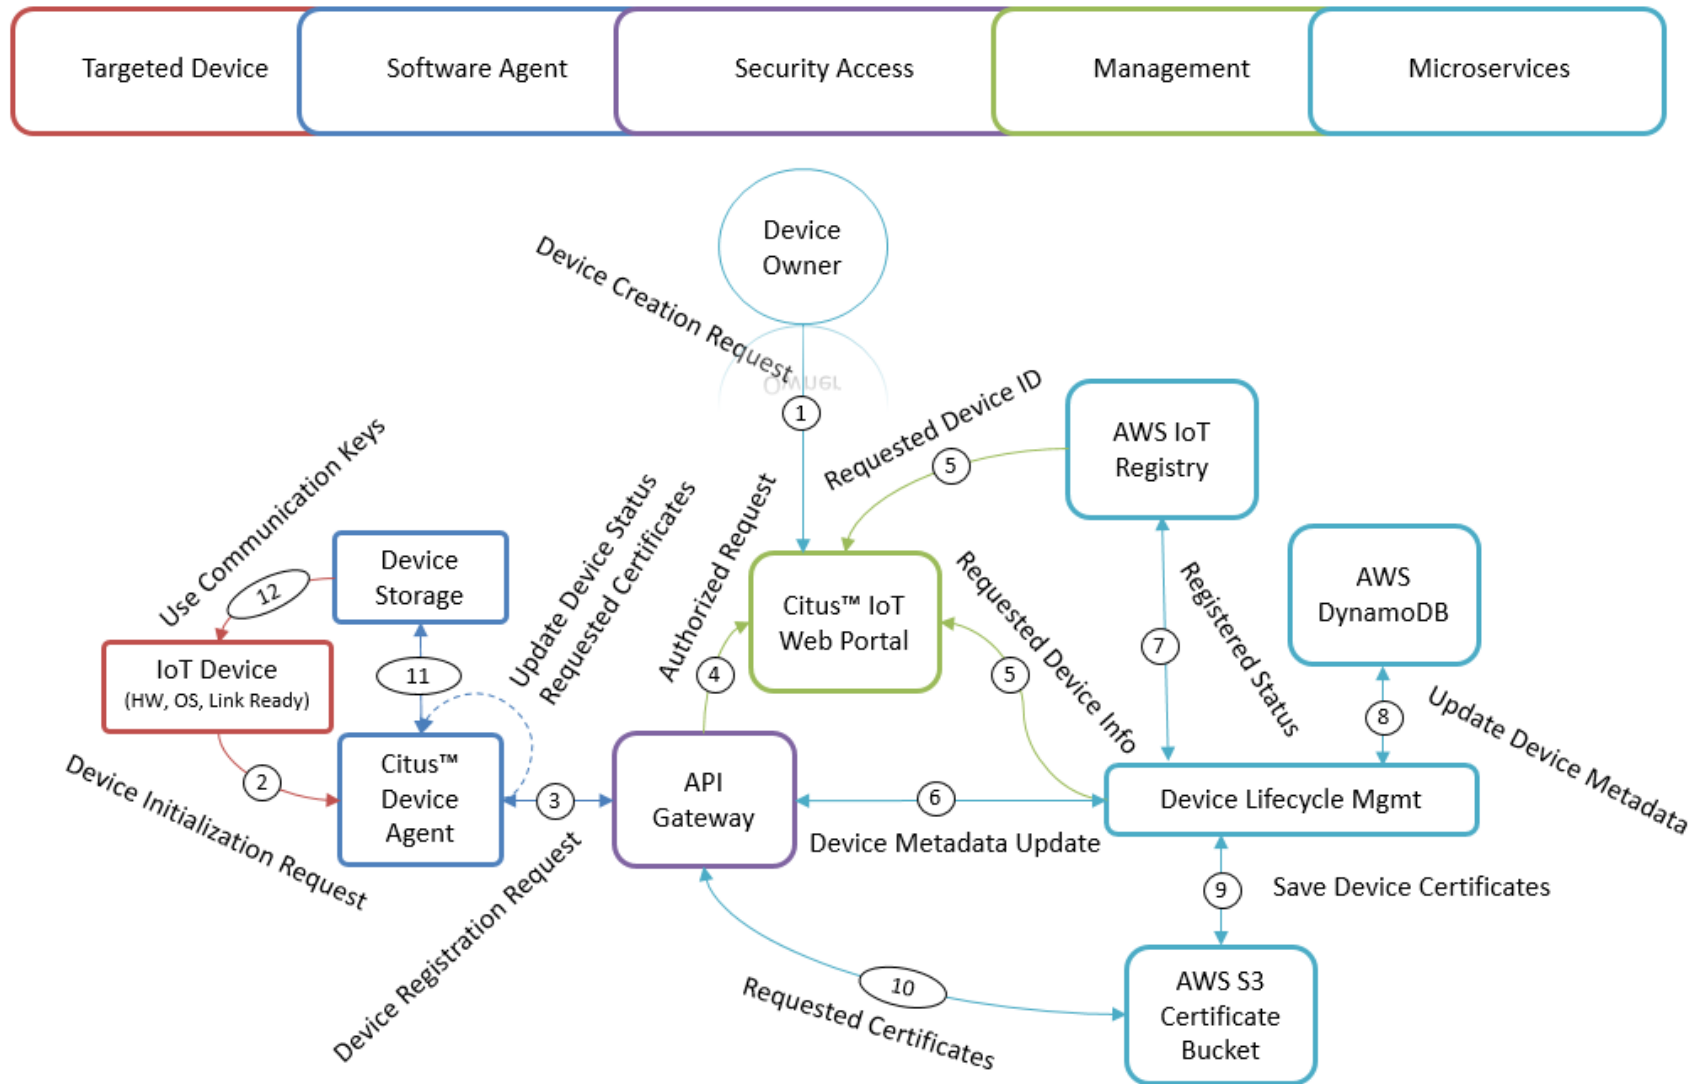 Targeted Device
Software Agent
Security Access
Management
Microservices
Device
Owner
Device Creation Request
Owner
1
Requested Device ID
5
AWS IoT
Registry
Use Communication Keys
12
Device
Storage
Update Device Status
Requested Certificates
Authorized Request
4
Citus™ IoT
Web Portal
Requested Device Info
5
7
Registered Status
AWS
DynamoDB
8
Update Device Metadata
IoT Device
(HW, OS, Link Ready)
11
Device Initialization Request
2
Citus™
Device
Agent
3
Device Registration Request
API
Gateway
6
Device Metadata Update
Device Lifecycle Mgmt
9
Save Device Certificates
10
Requested Certificates
AWS S3
Certificate
Bucket